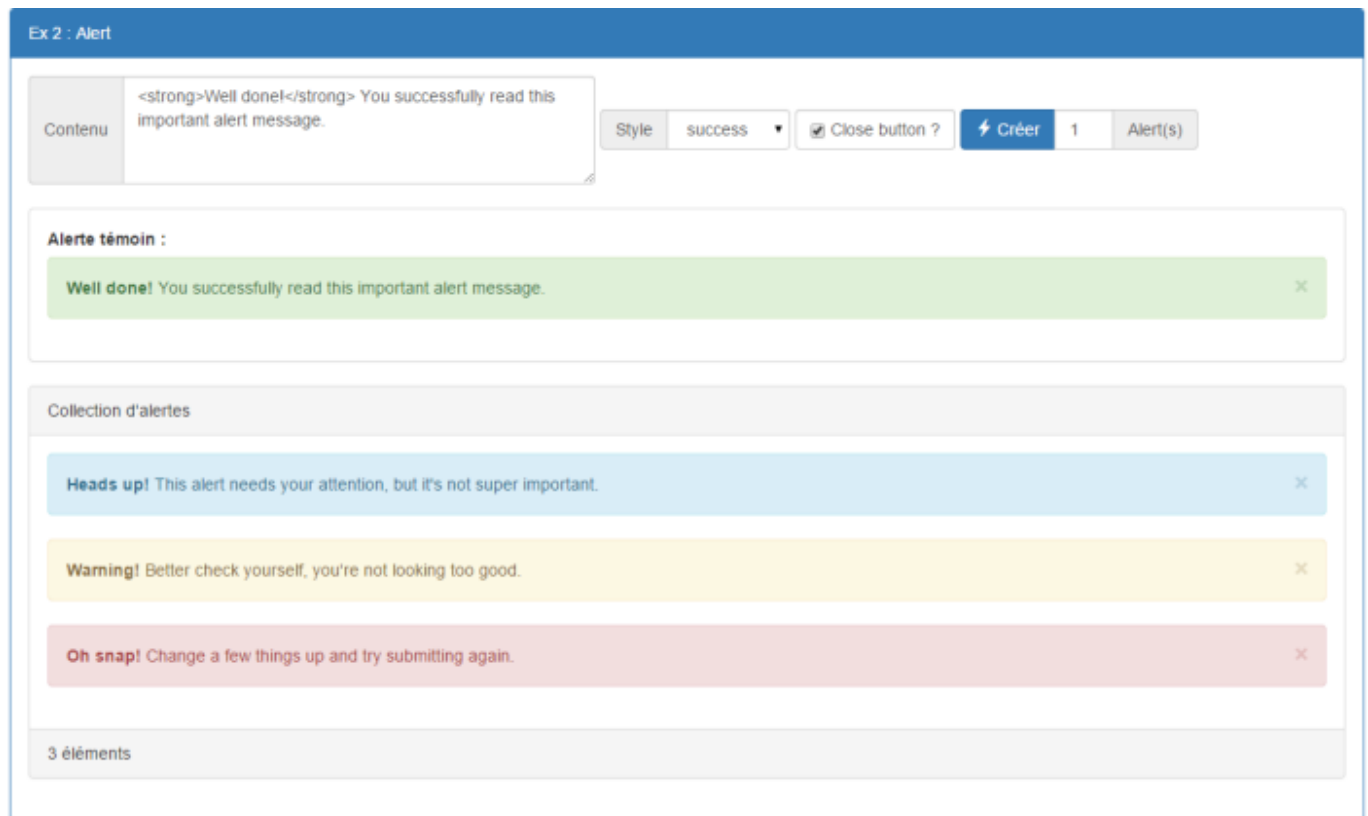 Ex 2 : Alert
Contenu
<strong>Well done!</strong> You successfully read this
important alert message.
Style
success
Close button ?
Créer
1
Alert(s)
Alerte témoin :
Well done! You successfully read this important alert message.
×
Collection d'alertes
Heads up! This alert needs your attention, but it's not super important.
×
Warning! Better check yourself, you're not looking too good.
×
Oh snap! Change a few things up and try submitting again.
×
3 éléments